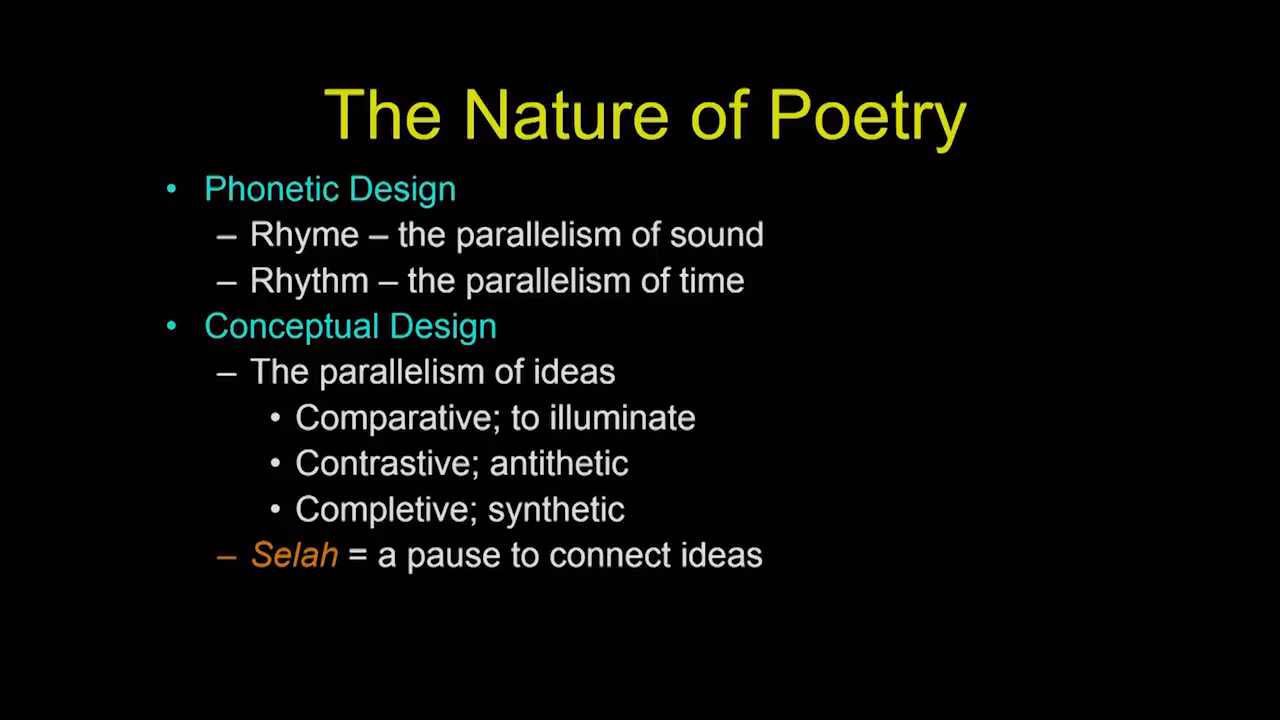 The Nature of Poetry
• Phonetic Design
– Rhyme – the parallelism of sound
– Rhythm – the parallelism of time
• Conceptual Design
– The parallelism of ideas
• Comparative; to illuminate
• Contrastive; antithetic
• Completive; synthetic
– Selah = a pause to connect ideas